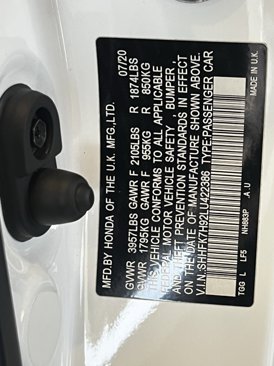 MFD.BY HONDA OF THE U.K. MFG.,LTD. 07/20
GVWR 3957LBS GAWR F 2105LBS R 1874LBS
GVWR 1795KG GAWR F 955KG R 850KG
THIS VEHICLE CONFORMS TO ALL APPLICABLE
FEDERAL MOTOR VEHICLE SAFETY, BUMPER,
AND THEFT PREVENTION STANDARDS IN EFFECT
ON THE DATE OF MANUFACTURE SHOWN ABOVE.
V.I.N.:SHHFK7H92LU422386 TYPE:PASSENGER CAR
NH883P A U
TGG L LF5